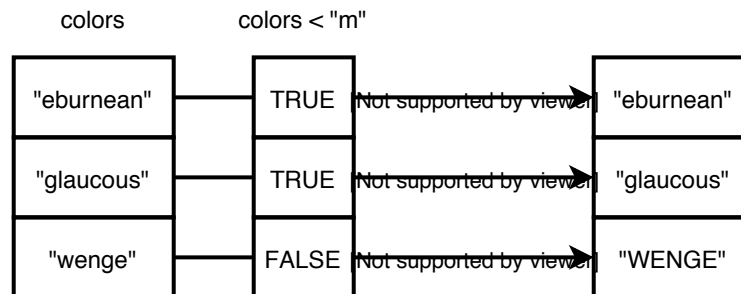 colors colors < "m"
"eburnean" TRUE [Not supported by viewer] "eburnean"
"glaucous" TRUE [Not supported by viewer] "glaucous"
"wenge" FALSE [Not supported by viewer] "WENGE"